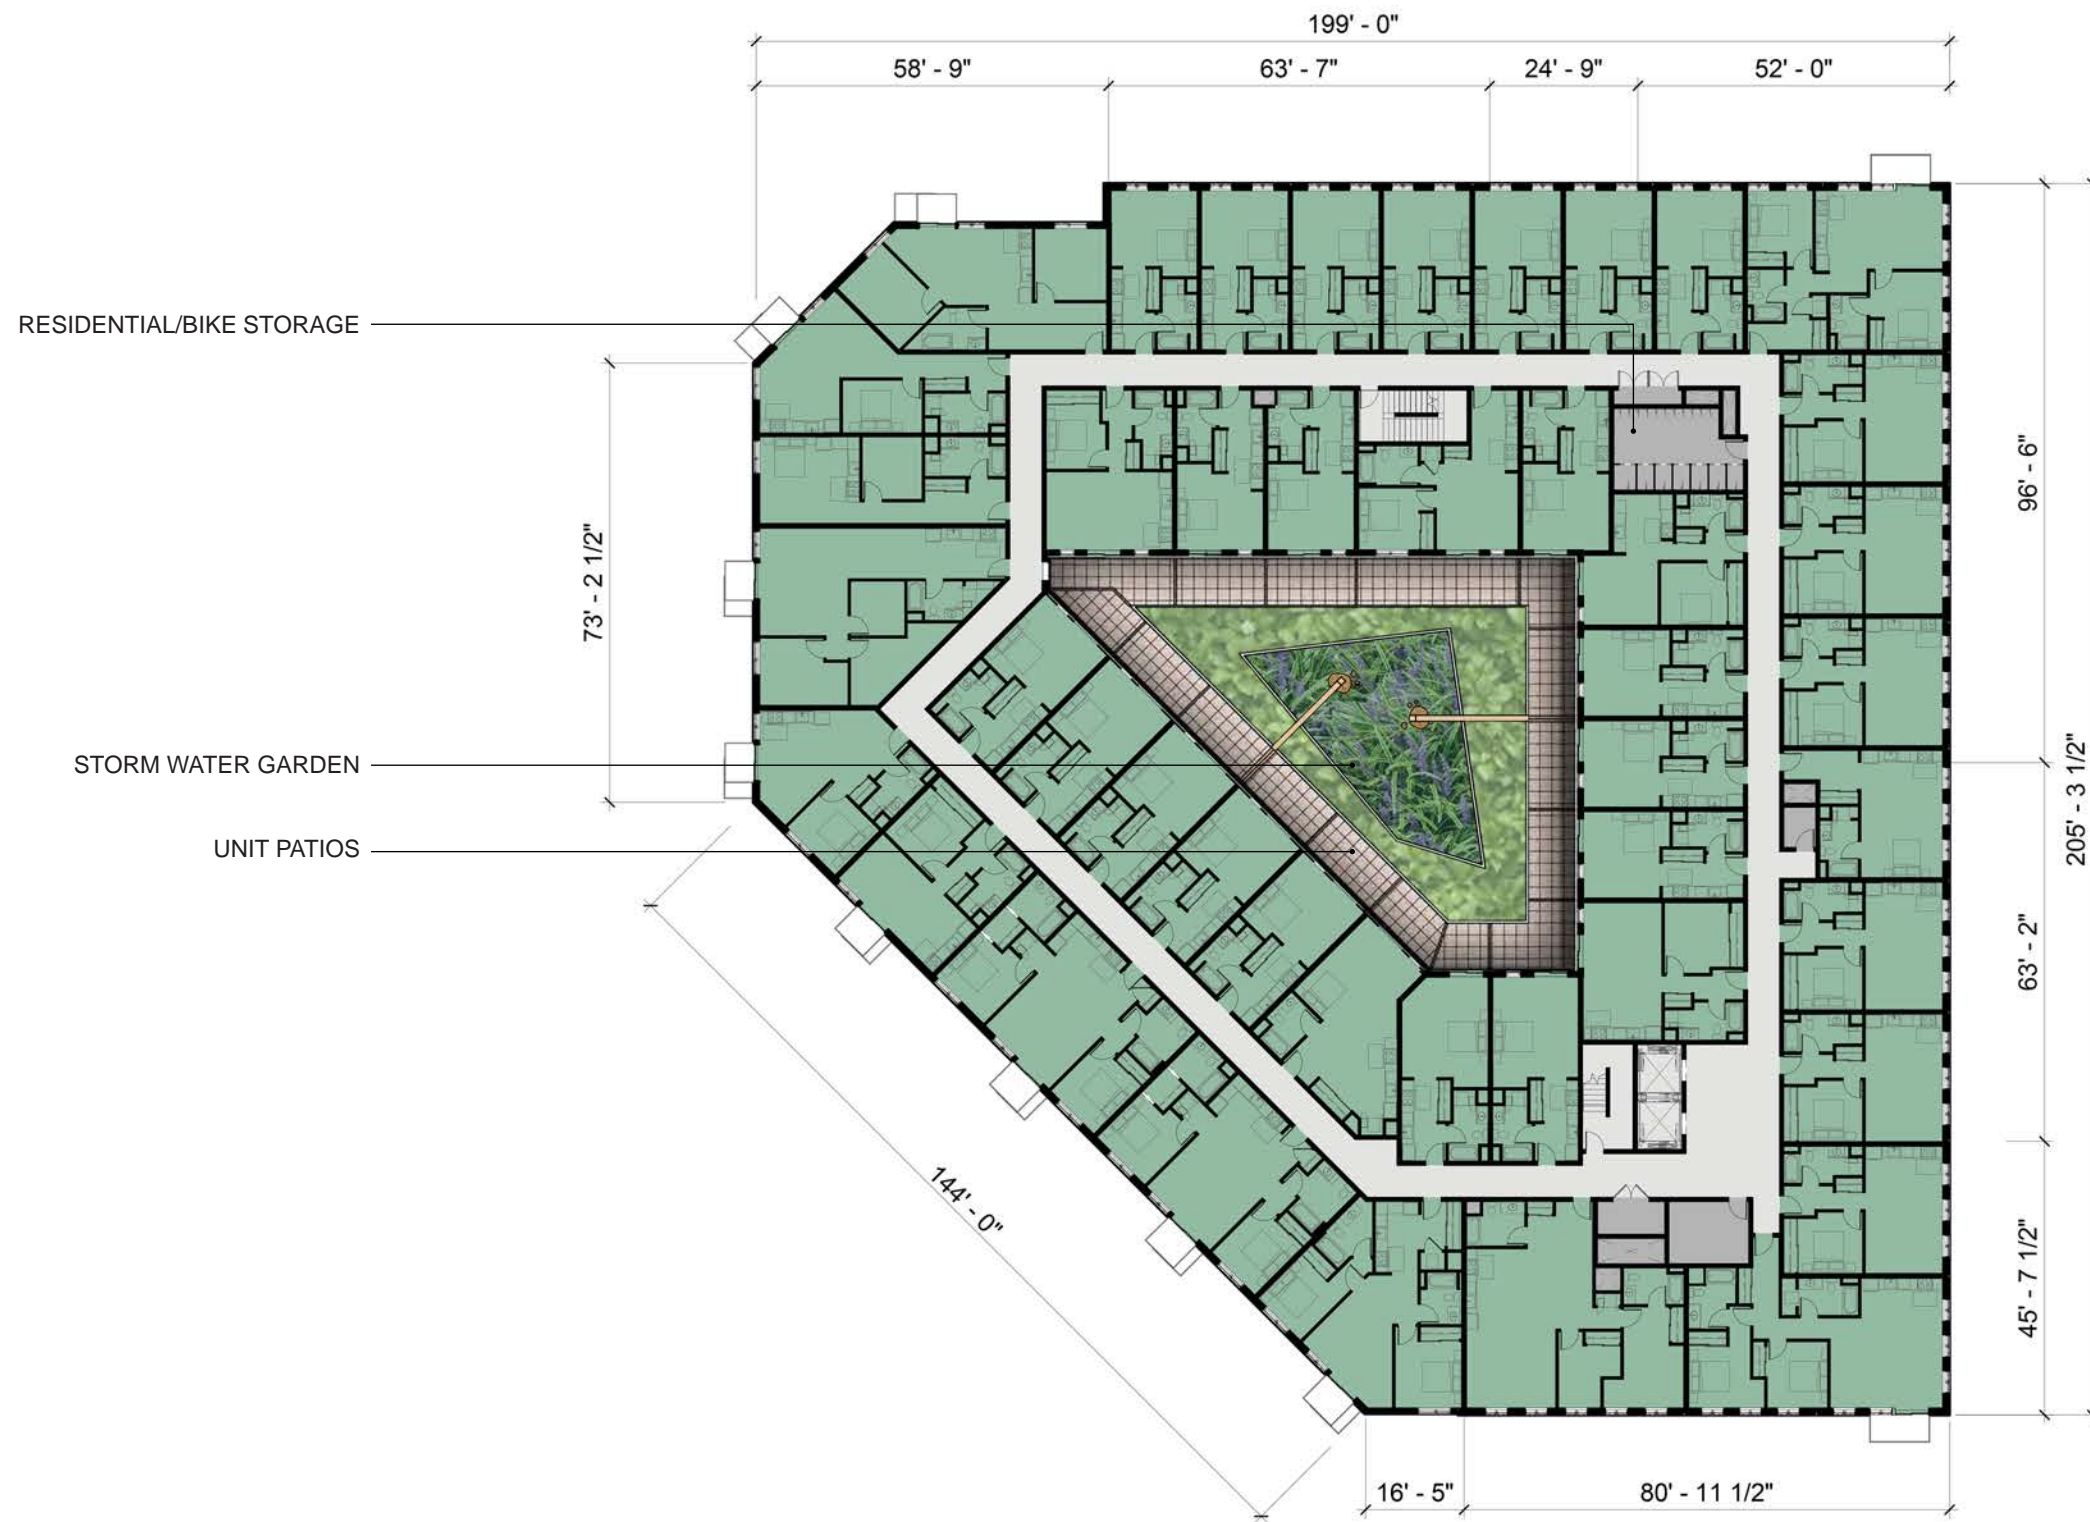 199' - 0"
58' - 9"
63' - 7"
24' - 9"
52' - 0"
RESIDENTIAL/BIKE STORAGE
96' - 6"
73' - 2 1/2"
STORM WATER GARDEN
205' - 3 1/2"
UNIT PATIOS
63' - 2"
144' - 0"
45' - 7 1/2"
16' - 5"
80' - 11 1/2"